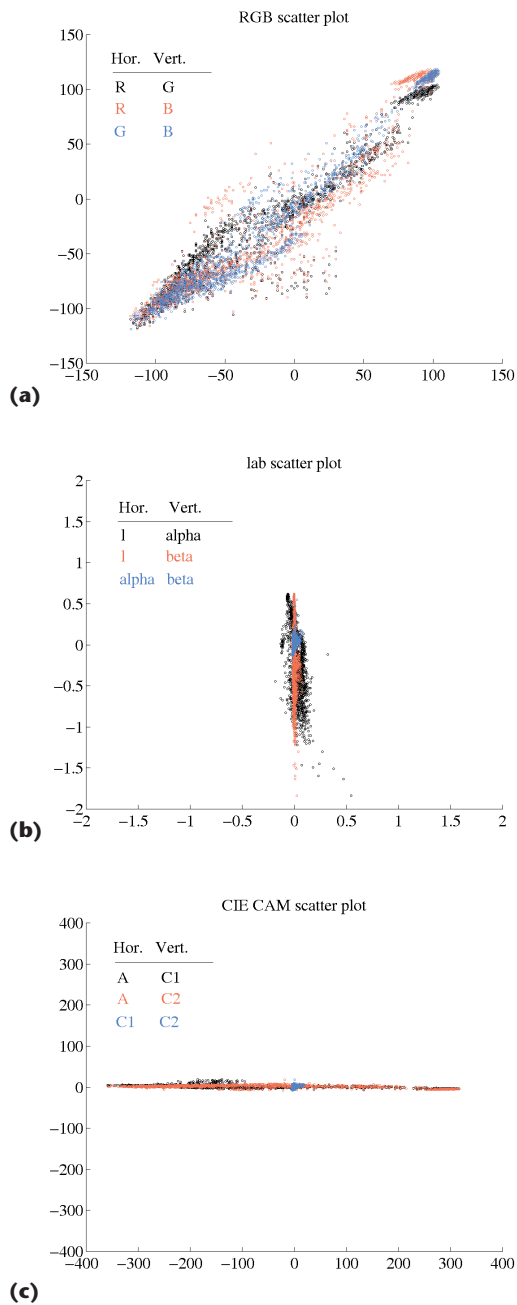 RGB scatter plot
150
100
50
0
−50
−100
−150
Hor. Vert.
R G
R B
G B
−150 −100 −50 0 50 100 150
(a)
lab scatter plot
2
1.5
1
0.5
0
−0.5
−1
−1.5
−2
Hor. Vert.
l alpha
l beta
alpha beta
−2 −1.5 −1 −0.5 0 0.5 1 1.5 2
(b)
CIE CAM scatter plot
400
300
200
100
0
−100
−200
−300
−400
Hor. Vert.
A C1
A C2
C1 C2
−400 −300 −200 −100 0 100 200 300 400
(c)